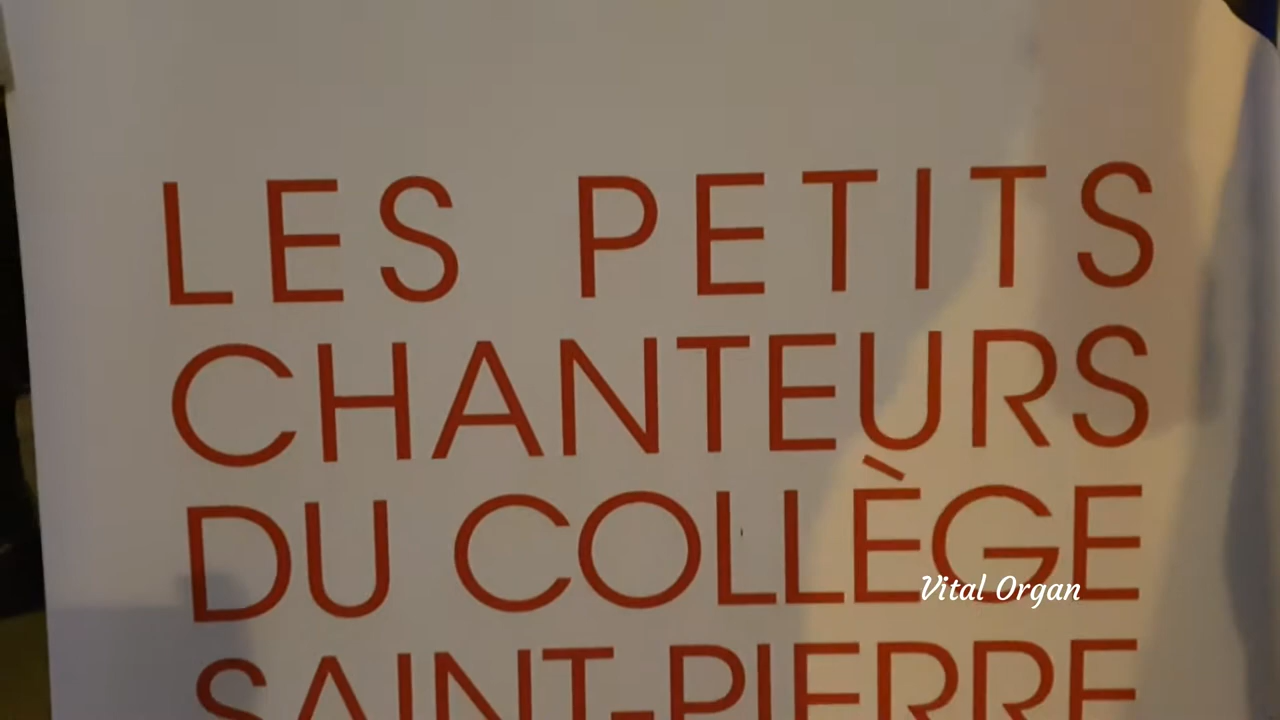 LES PETITS
CHANTEURS
DU COLLÈGE
Vital Organ
SAINT-PIERRE